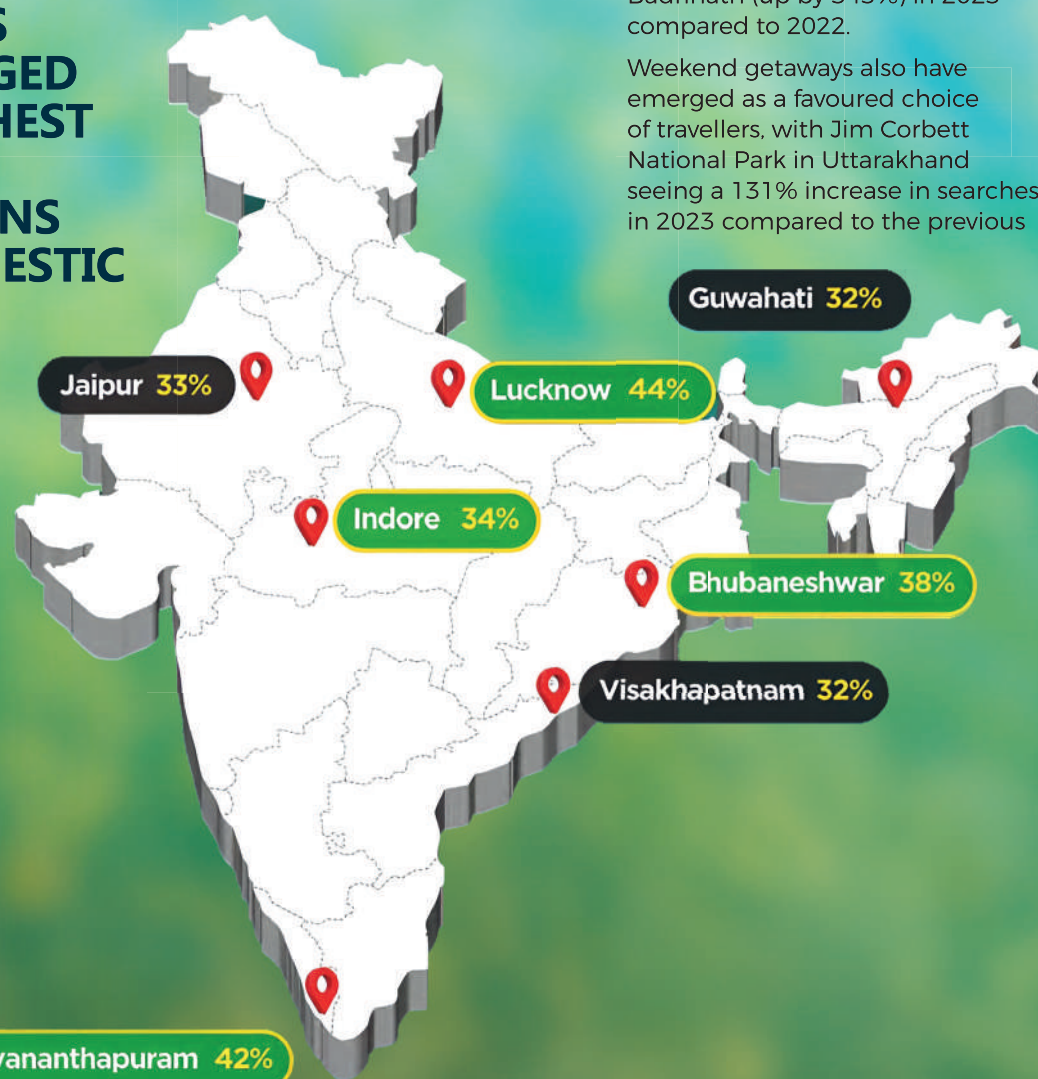 S
GED
HEST
NS
ESTIC
compared to 2022.
Weekend getaways also have
emerged as a favoured choice
of travellers, with Jim Corbett
National Park in Uttarakhand
seeing a 131% increase in searches
in 2023 compared to the previous
Guwahati 32%
Jaipur 33%
Lucknow 44%
Indore 34%
Bhubaneshwar 38%
Visakhapatnam 32%
vananthapuram 42%